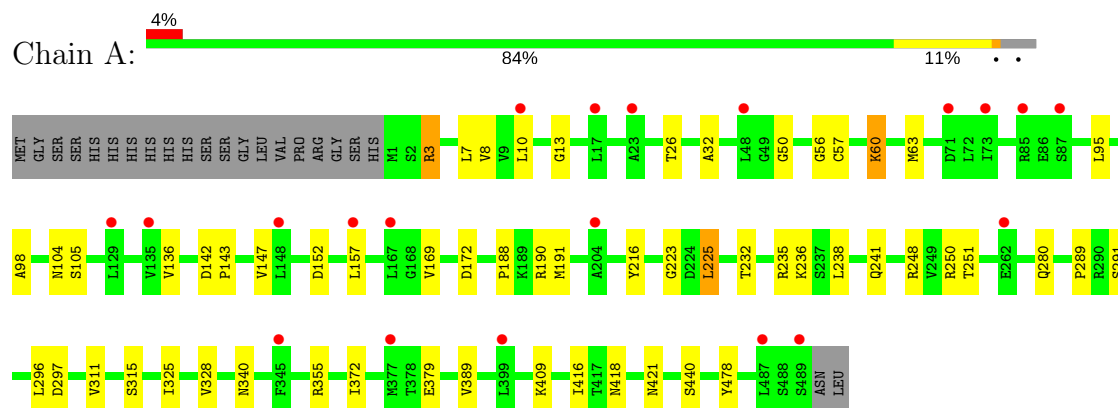 4%
Chain A:
84% 11% • •
MET GLY SER SER HIS HIS HIS HIS HIS HIS SER SER GLY LEU VAL PRO ARG GLY SER HIS M1 S2 R3 L7 V8 V9 L10 G13 L17 A23 T26 A32 L48 G49 G50 G56 C57 K60 M63 D71 L72 I73 R85 E86 S87 L95
A98 N104 S105 L129 V135 V136 D142 P143 V147 L148 D152 L157 L167 G168 V169 D172 P188 K189 R190 M191 A204 Y216 G223 D224 L225 T232 R235 K236 S237 L238 Q241 R248 V249 R250 T251 E262 Q280 P289 R290 S291
L296 D297 V311 S315 I325 V328 N340 F345 R355 I372 M377 T378 E379 V389 L399 K409 I416 T417 N418 N421 S440 Y478 L487 S488 S489 ASN LEU